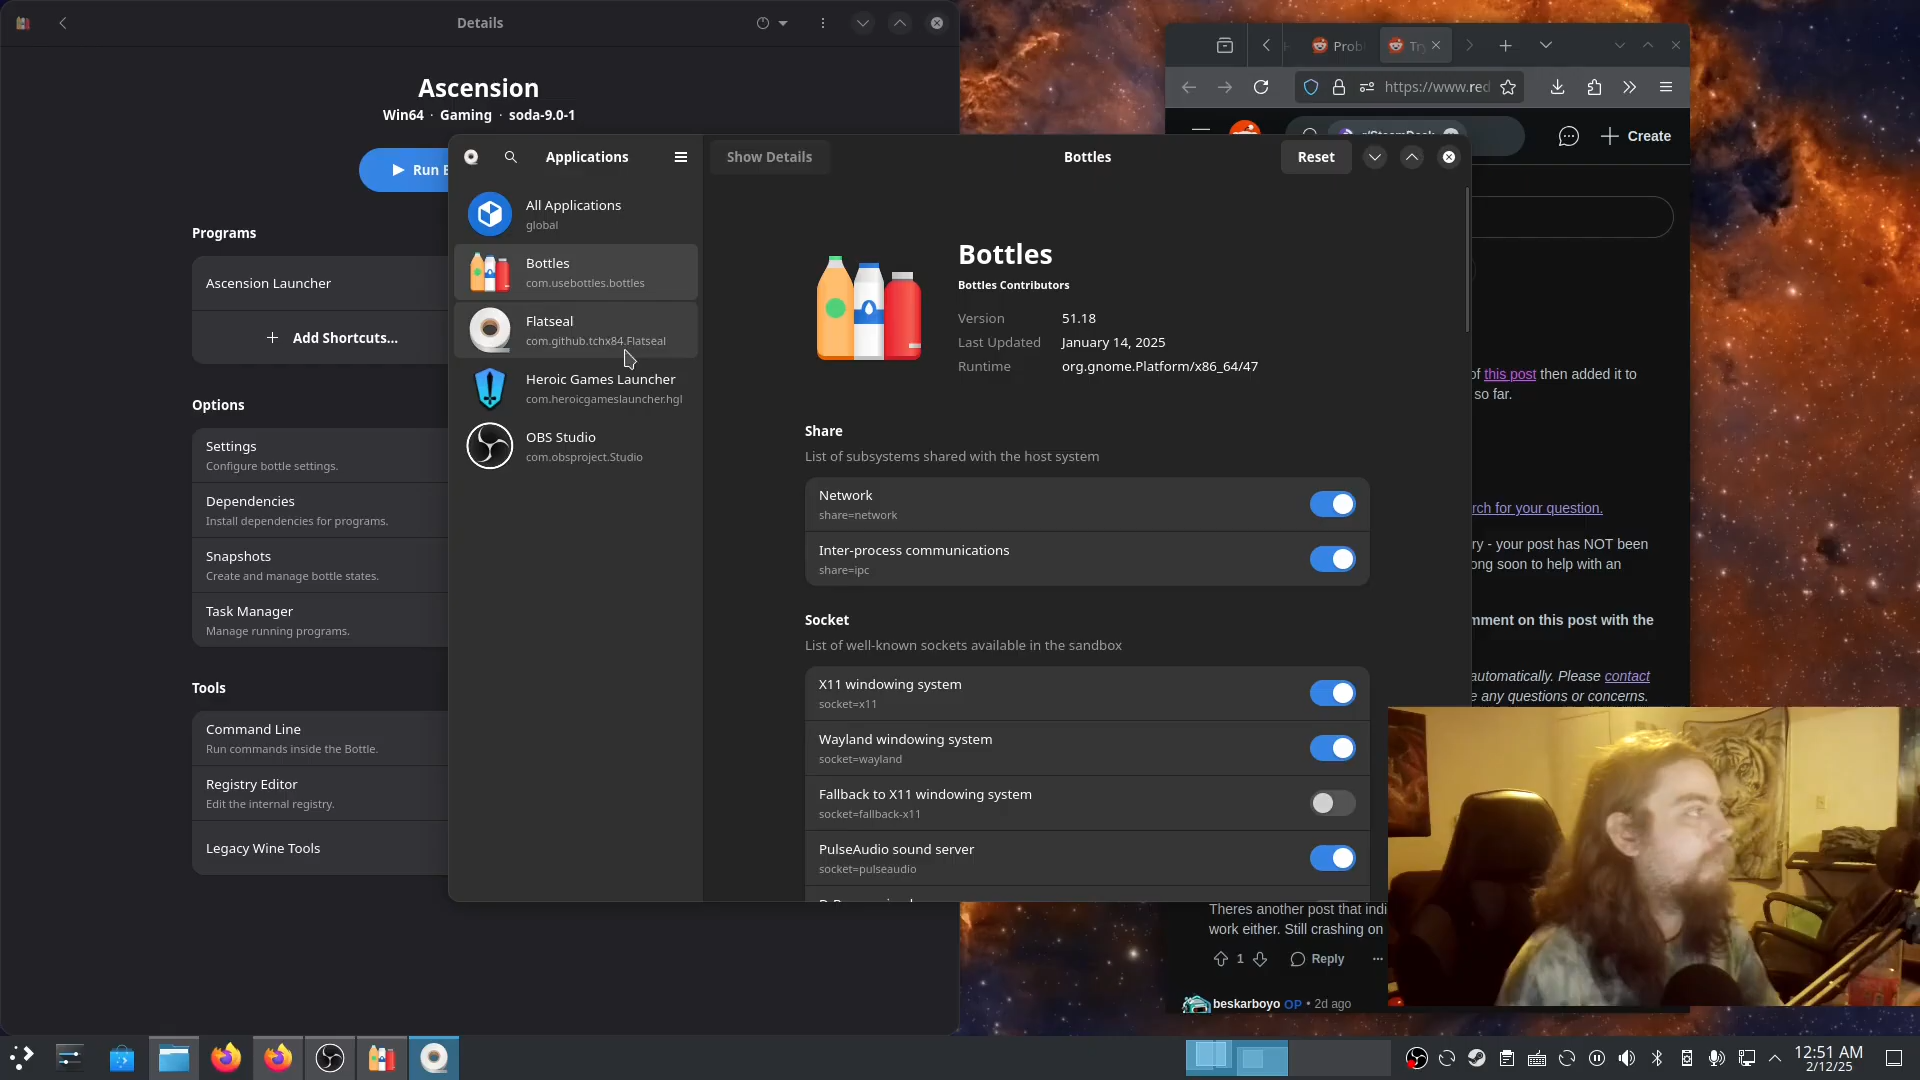 Details
Ascension
Win64 · Gaming · soda-9.0-1
Run
Programs
Ascension Launcher
Add Shortcuts...
Options
Settings
Configure bottle settings.
Dependencies
Install dependencies for programs.
Snapshots
Create and manage bottle states.
Task Manager
Manage running programs.
Tools
Command Line
Run commands inside the Bottle.
Registry Editor
Edit the internal registry.
Legacy Wine Tools
Applications
All Applications
global
Bottles
com.usebottles.bottles
Flatseal
com.github.tchx84.Flatseal
Heroic Games Launcher
com.heroicgameslauncher.hgl
OBS Studio
com.obsproject.Studio
Show Details
Bottles
Reset
Bottles
Bottles Contributors
Version 51.18
Last Updated January 14, 2025
Runtime org.gnome.Platform/x86_64/47
Share
List of subsystems shared with the host system
Network
share=network
Inter-process communications
share=ipc
Socket
List of well-known sockets available in the sandbox
X11 windowing system
socket=x11
Wayland windowing system
socket=wayland
Fallback to X11 windowing system
socket=fallback-x11
PulseAudio sound server
socket=pulseaudio
Prob
Try
https://www.red
Create
of this post then added it to
so far.
rch for your question.
ry - your post has NOT been
ong soon to help with an
mment on this post with the
automatically. Please contact
e any questions or concerns.
Theres another post that indi
work either. Still crashing on
1
Reply
beskarboyo OP • 2d ago
12:51 AM
2/12/25